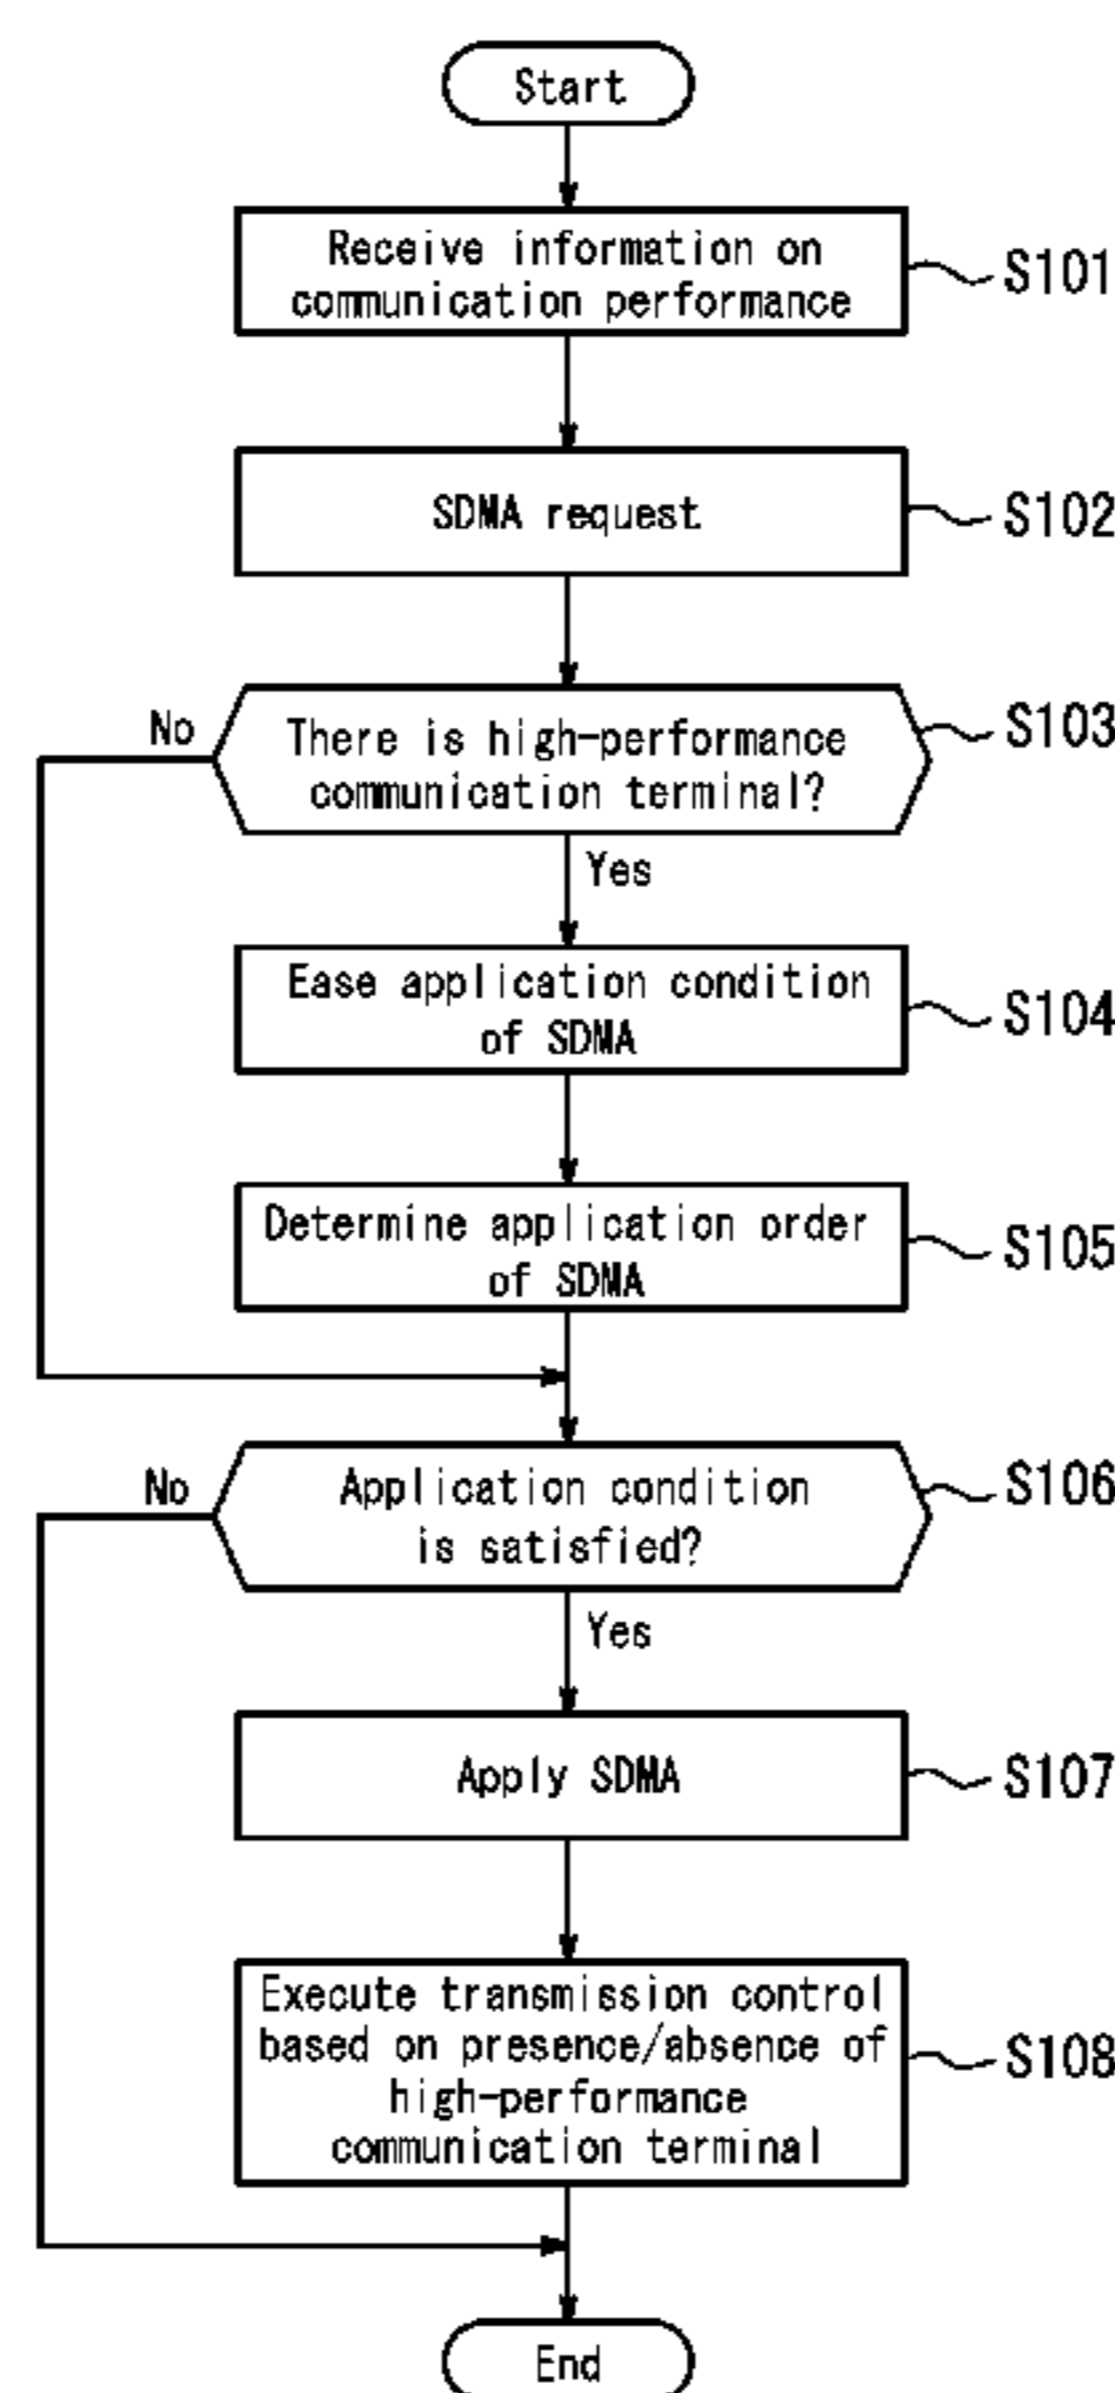 Start
Receive information on
communication performance
S101
SDMA request
S102
No
There is high-performance
communication terminal?
S103
Yes
Ease application condition
of SDMA
S104
Determine application order
of SDMA
S105
No
Application condition
is satisfied?
S106
Yes
Apply SDMA
S107
Execute transmission control
based on presence/absence of
high-performance
communication terminal
S108
End